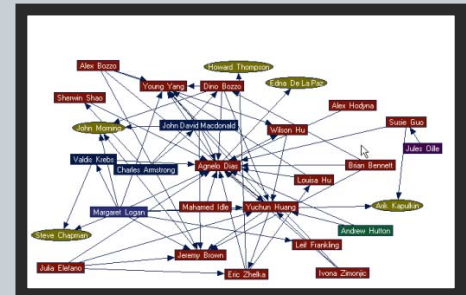 Howard Thompson
Alex Bozzo
Young Yang
Dino Bozzo
Edna De La Paz
Sherwin Shao
Alex Hodyna
John Morning
John David Macdonald
Wilson Hu
Susie Guo
Jules Dille
Valdis Krebs
Charles Armitrong
Agnelo Dias
Brian Bennett
Louisa Hu
Margaret Logan
Mahamed Idle
Yuchun Huang
Arik Kapulkin
Steve Chapman
Andrew Hutton
Leif Frankling
Jeremy Brown
Julia Elefano
Eric Zhelka
Ivona Zimonjic